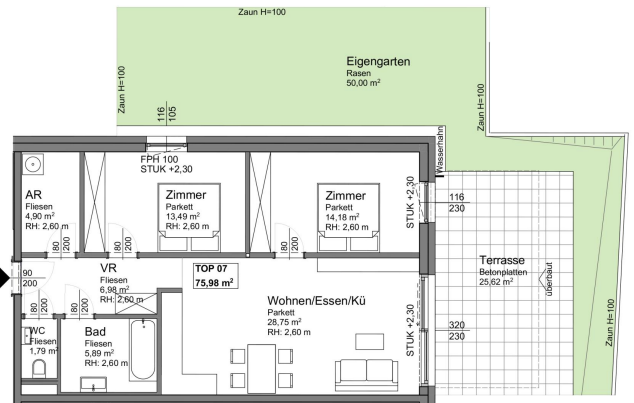 Zaun H=100
Eigengarten
Rasen
50,00 m²
Zaun H=100
Zaun H=100
116
105
Wasserhahn
FPH 100
STUK +2,30
AR
Fliesen
4,90 m²
RH: 2,60 m
Zimmer
Parkett
13,49 m²
RH: 2,60 m
Zimmer
Parkett
14,18 m²
RH: 2,60 m
STUK +2,30
116
230
80
200
80
200
80
200
90
200
VR
Fliesen
6,98 m²
RH: 2,60 m
TOP 07
75,98 m²
Terrasse
Betonplatten
25,62 m²
überbaut
80
200
80
200
Wohnen/Essen/Kü
Parkett
28,75 m²
RH: 2,60 m
STUK +2,30
320
230
Zaun H=100
WC
Fliesen
1,79 m²
Bad
Fliesen
5,89 m²
RH: 2,60 m